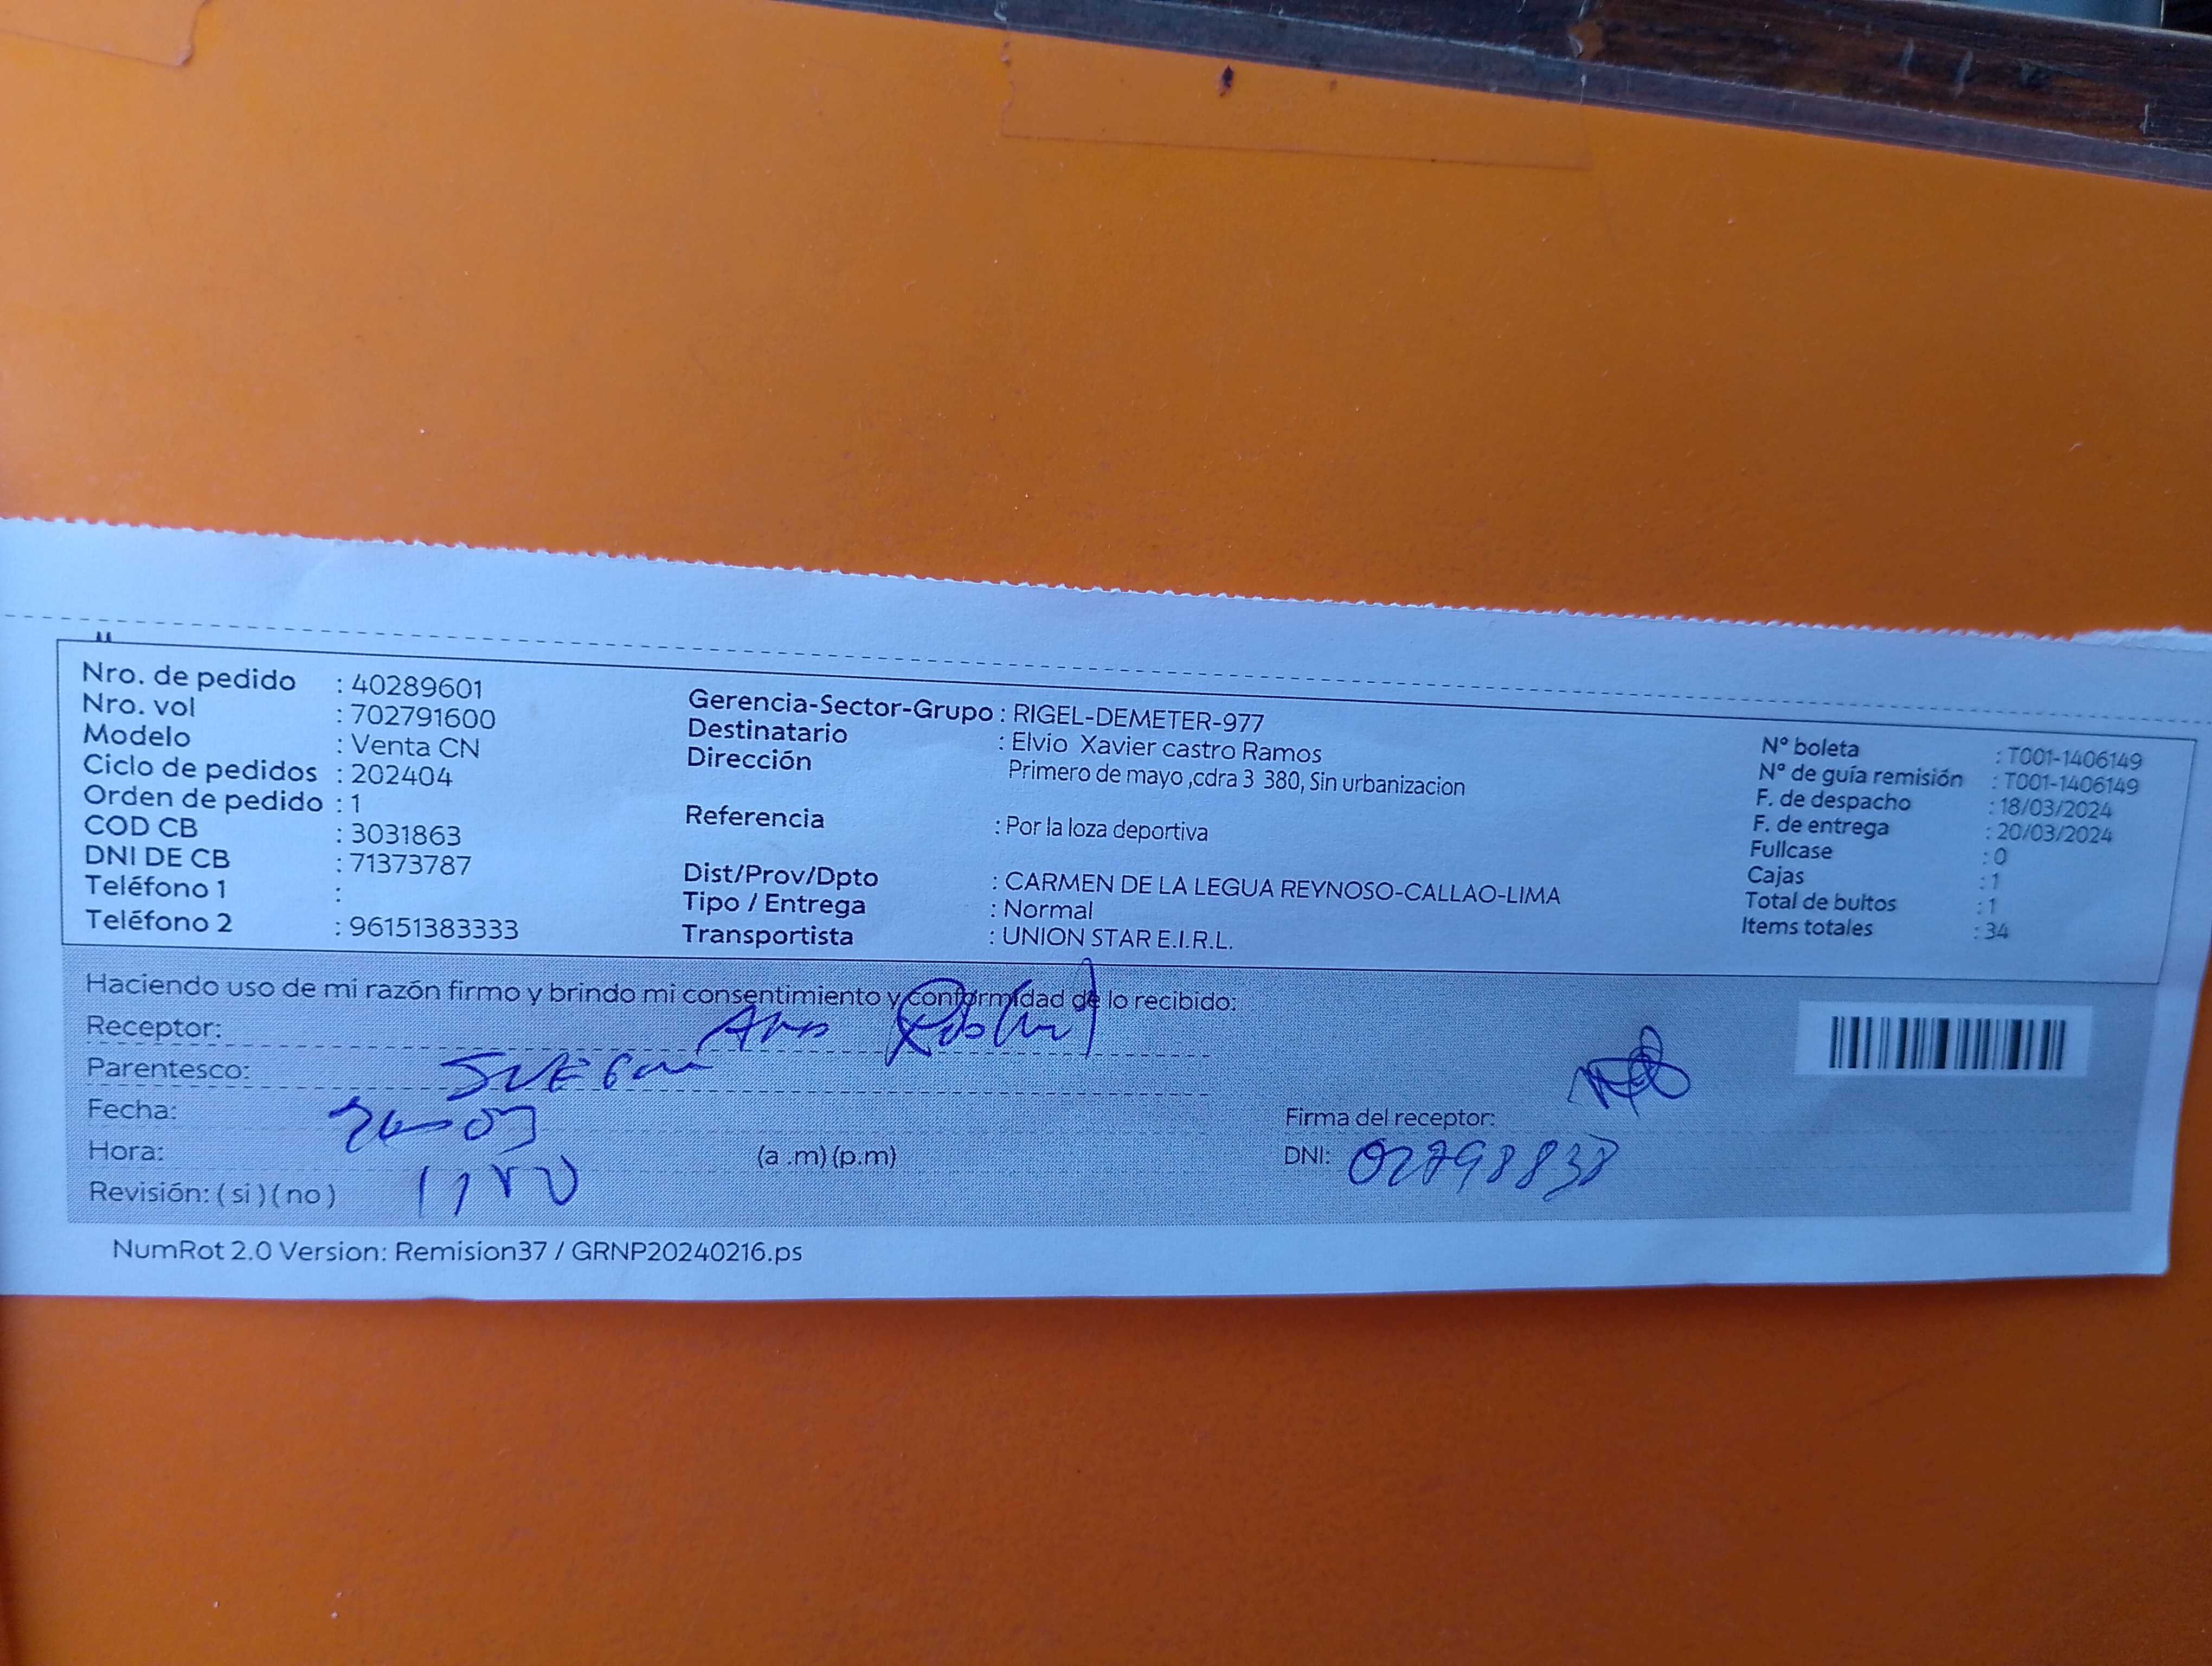 Nro. de pedido : 40289601
Nro. vol : 702791600
Modelo : Venta CN
Ciclo de pedidos : 202404
Orden de pedido : 1
COD CB : 3031863
DNI DE CB : 71373787
Teléfono 1 :
Teléfono 2 : 96151383333
Gerencia-Sector-Grupo : RIGEL-DEMETER-977
Destinatario : Elvio Xavier castro Ramos
Dirección Primero de mayo ,cdra 3 380, Sin urbanizacion
Referencia : Por la loza deportiva
Dist/Prov/Dpto : CARMEN DE LA LEGUA REYNOSO-CALLAO-LIMA
Tipo / Entrega : Normal
Transportista : UNION STAR E.I.R.L.
N° boleta : T001-1406149
N° de guía remisión : T001-1406149
F. de despacho : 18/03/2024
F. de entrega : 20/03/2024
Fullcase : 0
Cajas : 1
Total de bultos : 1
Items totales : 34
Haciendo uso de mi razón firmo y brindo mi consentimiento y conformidad de lo recibido:
Receptor:
Parentesco:
Fecha:
Hora: (a .m) (p.m)
Revisión: ( si ) ( no )
Firma del receptor:
DNI:
NumRot 2.0 Version: Remision37 / GRNP20240216.ps